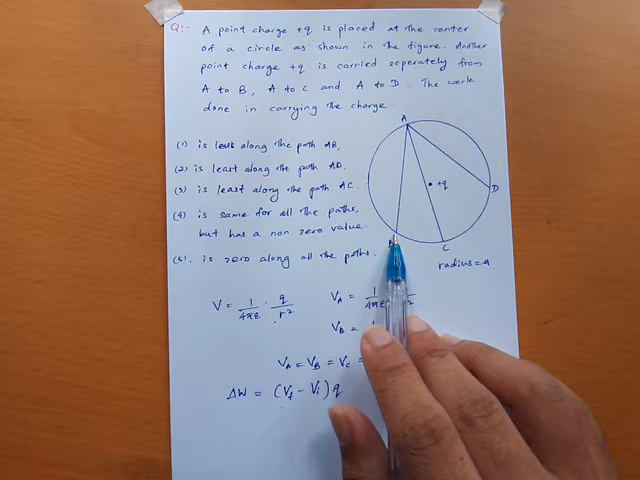 Q:- A point charge +q is placed at the center
of a circle as shown in the figure. Another
point charge +q is carried seperately from
A to B, A to C and A to D. The work
done in carrying the charge
A
(1) is least along the path AB,
(2) is least along the path AD.
(3) is least along the path AC.
+q
D
(4) is same for all the paths,
but has a non zero value.
(5). is zero along all the paths.
C
radius = a
V = 1/4πε · q/r²
V_A = 1/4πε
V_B =
V_A = V_B = V_C =
ΔW = (V_f - V_i) q